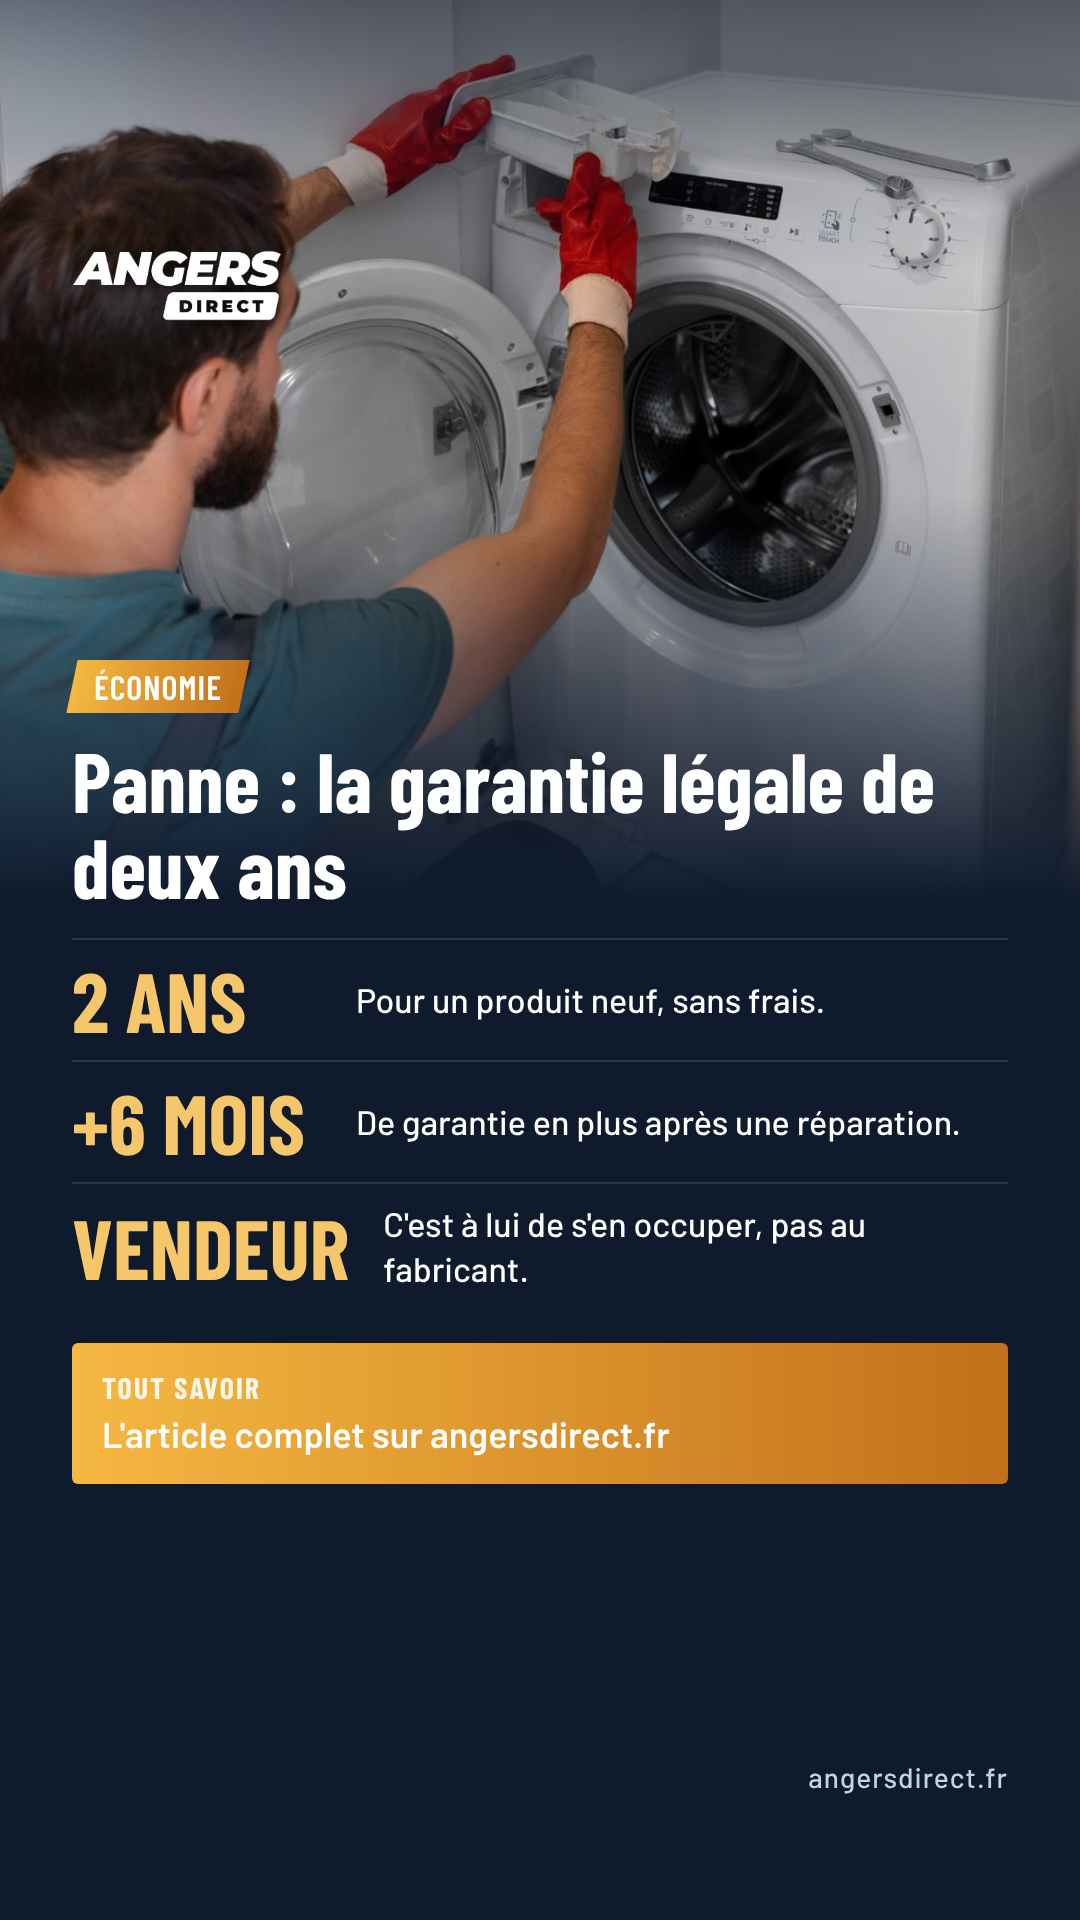 ANGERS
DIRECT
SMART
TOUCH
ÉCONOMIE
Panne : la garantie légale de
deux ans
2 ANS
Pour un produit neuf, sans frais.
+6 MOIS
De garantie en plus après une réparation.
VENDEUR
C'est à lui de s'en occuper, pas au
fabricant.
TOUT SAVOIR
L'article complet sur angersdirect.fr
angersdirect.fr